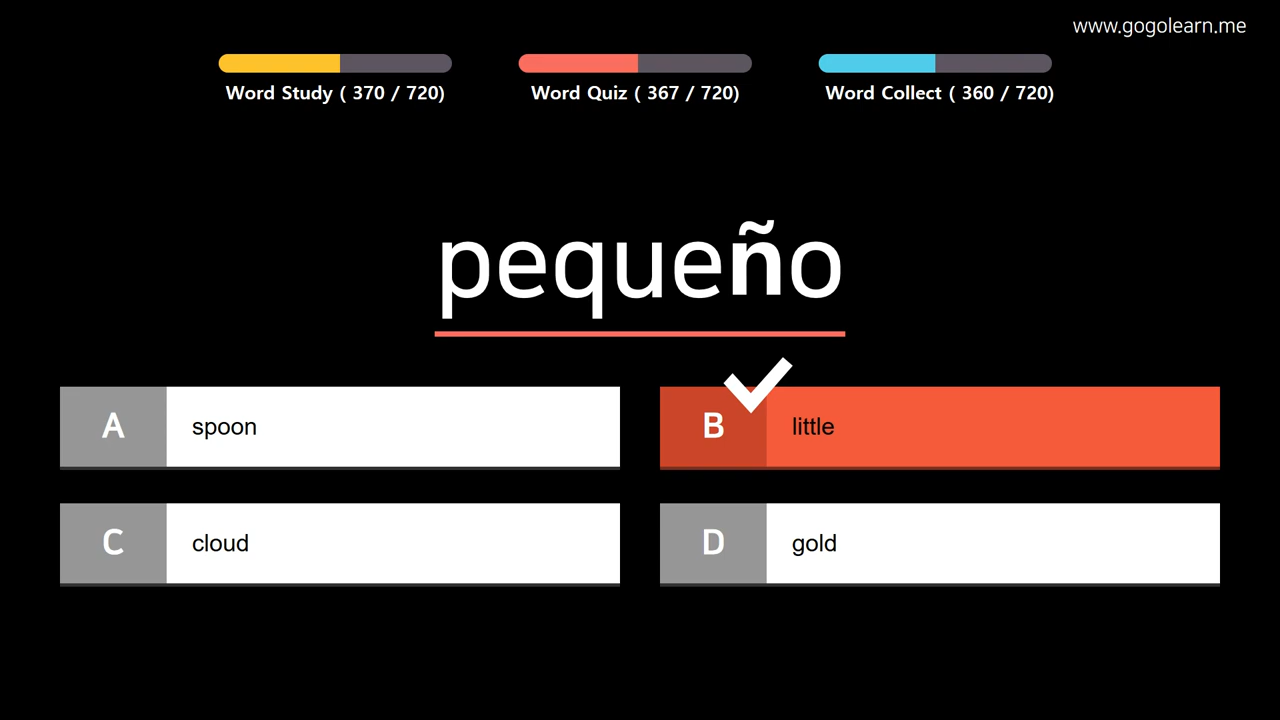 www.gogolearn.me
Word Study ( 370 / 720)
Word Quiz ( 367 / 720)
Word Collect ( 360 / 720)
pequeño
A spoon
B little
C cloud
D gold